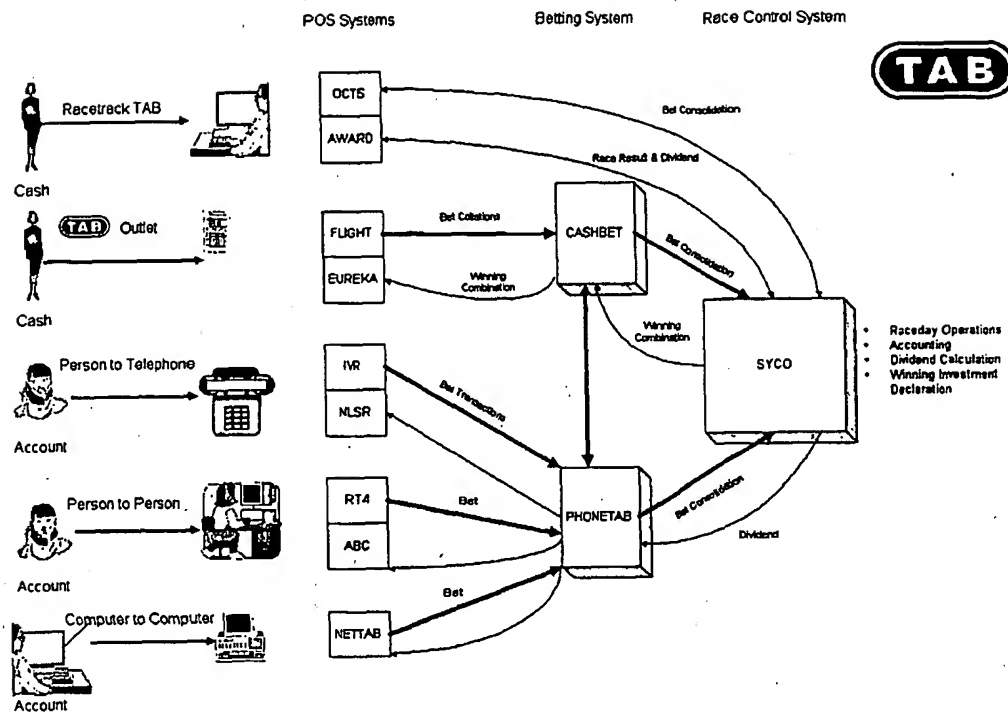 POS Systems
Betting System
Race Control System
TAB
Racetrack TAB
Cash
OCTS
AWARD
Bet Consolidation
Race Result & Dividend
TAB Outlet
Cash
FLIGHT
EUREKA
Bet Collations
Winning
Combination
CASHBET
Bet Consolidation
Winning
Combination
SYCO
• Raceday Operations
• Accounting
• Dividend Calculation
• Winning Investment
Declaration
Person to Telephone
Account
IVR
NLSR
Bet Transactions
Person to Person
Account
RT4
ABC
Bet
PHONETAB
Bet Consolidation
Dividend
Computer to Computer
Account
NETTAB
Bet